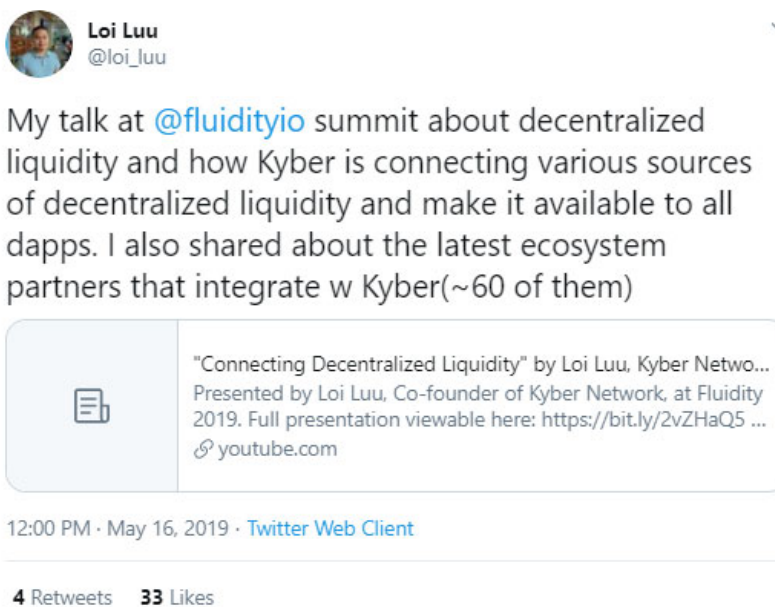 Loi Luu
@loi_luu
My talk at @fluidityio summit about decentralized
liquidity and how Kyber is connecting various sources
of decentralized liquidity and make it available to all
dapps. I also shared about the latest ecosystem
partners that integrate w Kyber(~60 of them)
"Connecting Decentralized Liquidity" by Loi Luu, Kyber Netwo...
Presented by Loi Luu, Co-founder of Kyber Network, at Fluidity
2019. Full presentation viewable here: https://bit.ly/2vZHaQ5 ...
youtube.com
12:00 PM · May 16, 2019 · Twitter Web Client
4 Retweets 33 Likes